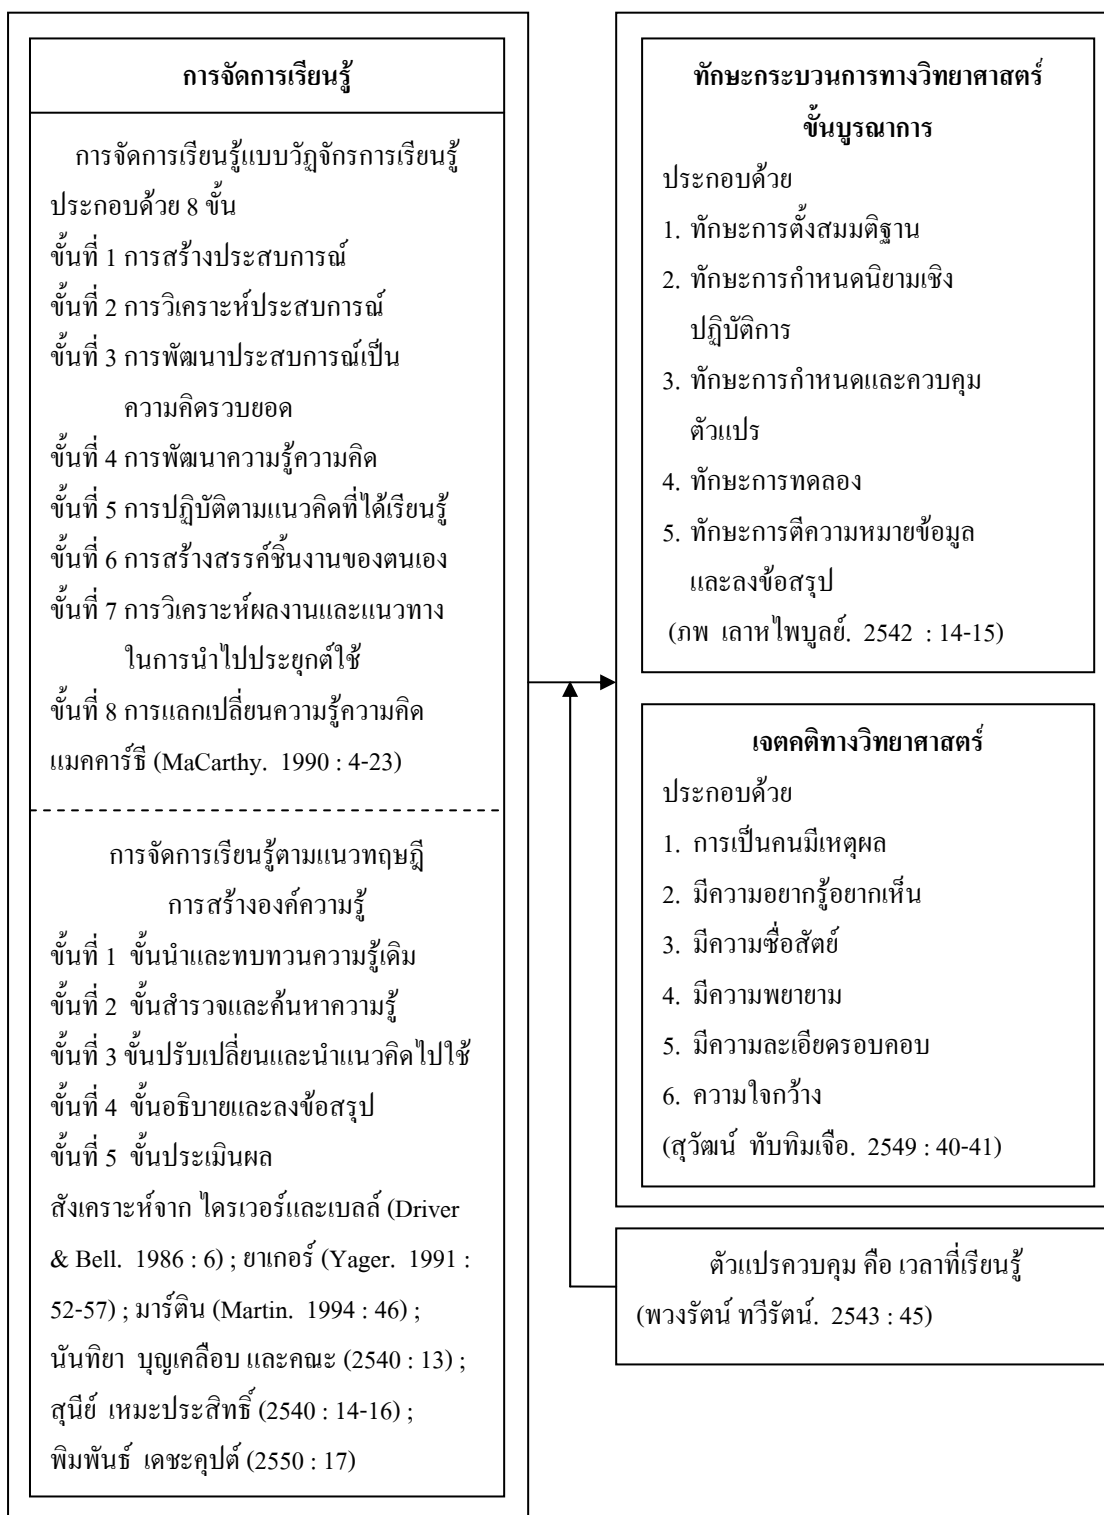 การจัดการเรียนรู้
การจัดการเรียนรู้แบบวัฏจักรการเรียนรู้
ประกอบด้วย 8 ขั้น
ขั้นที่ 1 การสร้างประสบการณ์
ขั้นที่ 2 การวิเคราะห์ประสบการณ์
ขั้นที่ 3 การพัฒนาประสบการณ์เป็น
ความคิดรวบยอด
ขั้นที่ 4 การพัฒนาความรู้ความคิด
ขั้นที่ 5 การปฏิบัติตามแนวคิดที่ได้เรียนรู้
ขั้นที่ 6 การสร้างสรรค์ชิ้นงานของตนเอง
ขั้นที่ 7 การวิเคราะห์ผลงานและแนวทาง
ในการนำไปประยุกต์ใช้
ขั้นที่ 8 การแลกเปลี่ยนความรู้ความคิด
แมคคาร์ธี (MaCarthy. 1990 : 4-23)
การจัดการเรียนรู้ตามแนวทฤษฎี
การสร้างองค์ความรู้
ขั้นที่ 1 ขั้นนำและทบทวนความรู้เดิม
ขั้นที่ 2 ขั้นสำรวจและค้นหาความรู้
ขั้นที่ 3 ขั้นปรับเปลี่ยนและนำแนวคิดไปใช้
ขั้นที่ 4 ขั้นอธิบายและลงข้อสรุป
ขั้นที่ 5 ขั้นประเมินผล
สังเคราะห์จาก ไดรเวอร์และเบลล์ (Driver
& Bell. 1986 : 6) ; ยาเกอร์ (Yager. 1991 :
52-57) ; มาร์ติน (Martin. 1994 : 46) ;
นันทิยา บุญเคลือบ และคณะ (2540 : 13) ;
สุนีย์ เหมะประสิทธิ์ (2540 : 14-16) ;
พิมพันธ์ เดชะคุปต์ (2550 : 17)
ทักษะกระบวนการทางวิทยาศาสตร์
ขั้นบูรณาการ
ประกอบด้วย
1. ทักษะการตั้งสมมติฐาน
2. ทักษะการกำหนดนิยามเชิง
ปฏิบัติการ
3. ทักษะการกำหนดและควบคุม
ตัวแปร
4. ทักษะการทดลอง
5. ทักษะการตีความหมายข้อมูล
และลงข้อสรุป
(ภพ เลาหไพบูลย์. 2542 : 14-15)
เจตคติทางวิทยาศาสตร์
ประกอบด้วย
1. การเป็นคนมีเหตุผล
2. มีความอยากรู้อยากเห็น
3. มีความซื่อสัตย์
4. มีความพยายาม
5. มีความละเอียดรอบคอบ
6. ความใจกว้าง
(สุวัฒน์ ทับทิมเจือ. 2549 : 40-41)
ตัวแปรควบคุม คือ เวลาที่เรียนรู้
(พวงรัตน์ ทวีรัตน์. 2543 : 45)